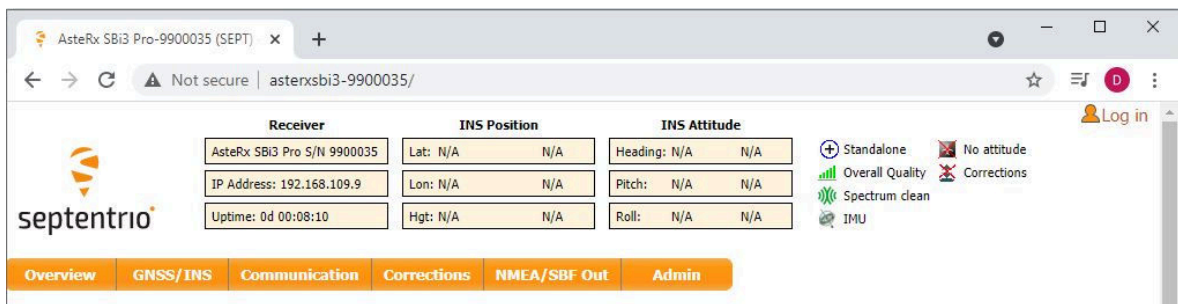 AsteRx SBi3 Pro-9900035 (SEPT)
Not secure | asterxsbi3-9900035/
D
Log in
Receiver INS Position INS Attitude
AsteRx SBi3 Pro S/N 9900035 Lat: N/A N/A Heading: N/A N/A Standalone No attitude
IP Address: 192.168.109.9 Lon: N/A N/A Pitch: N/A N/A Overall Quality Corrections
Spectrum clean
Uptime: 0d 00:08:10 Hgt: N/A N/A Roll: N/A N/A IMU
septentrio
Overview GNSS/INS Communication Corrections NMEA/SBF Out Admin